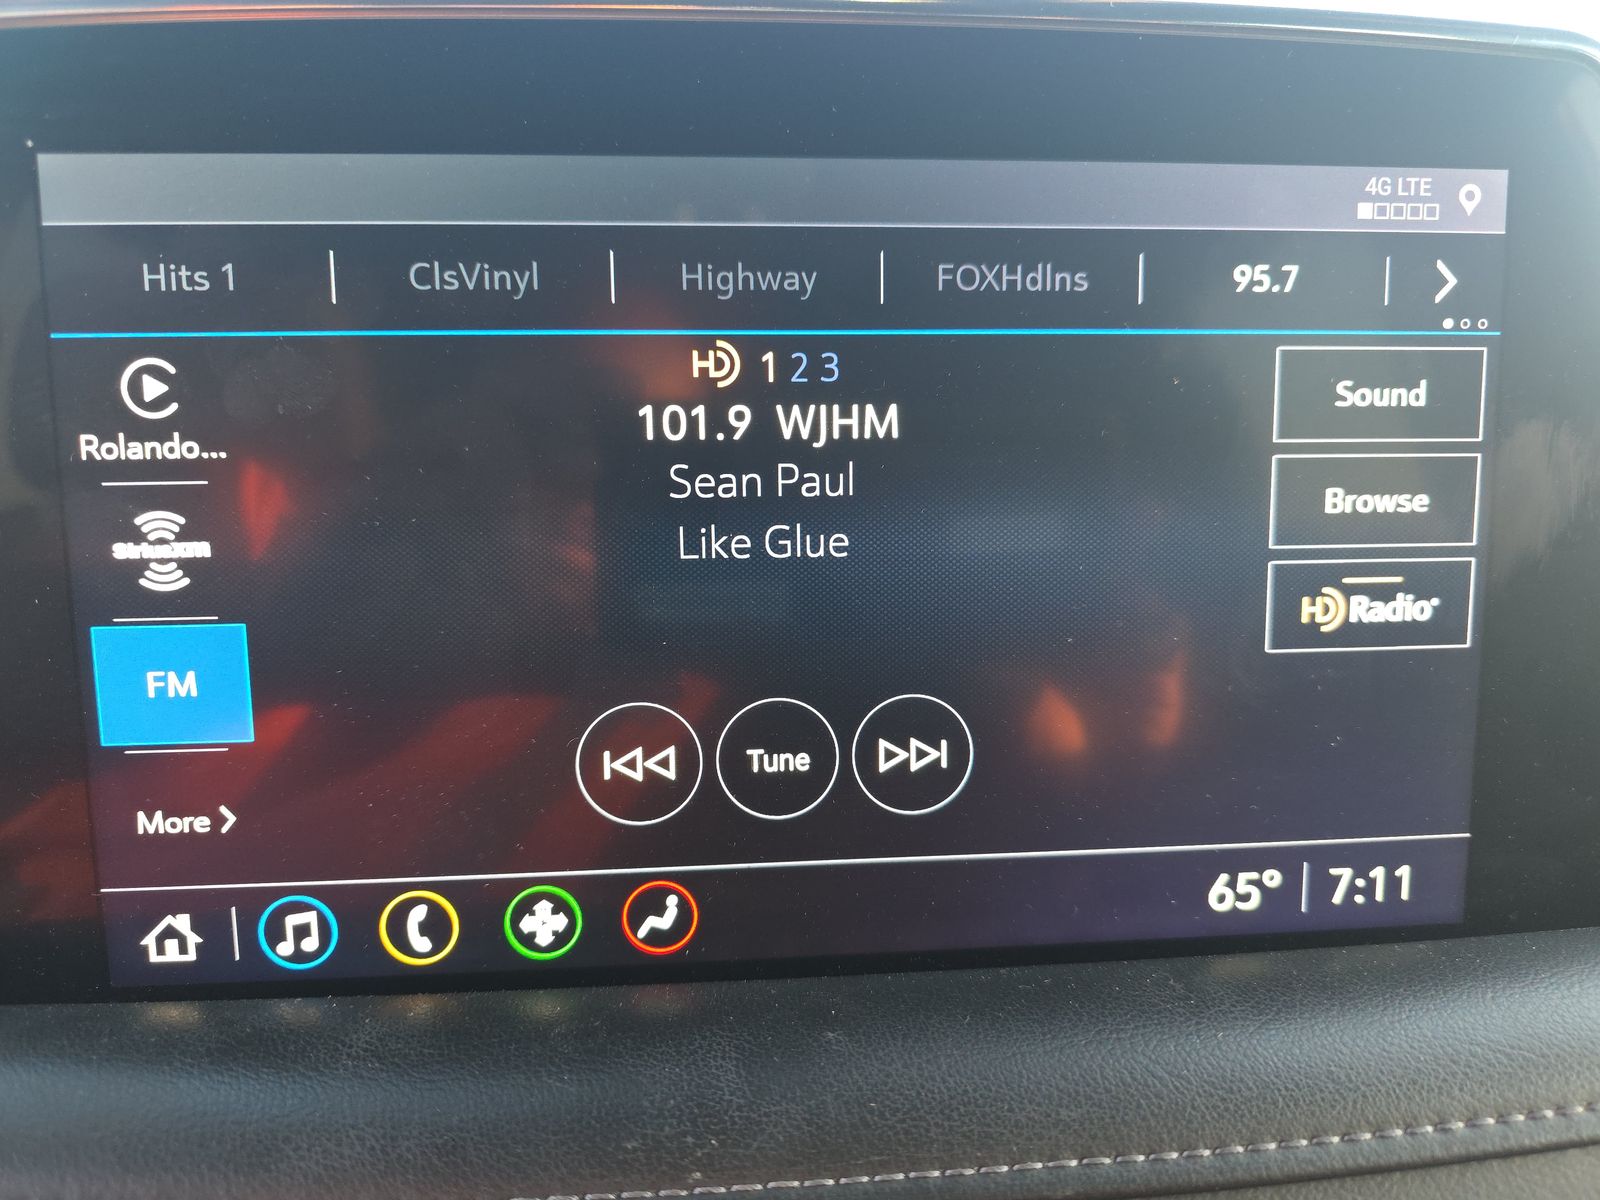 4G LTE
Hits 1
ClsVinyl
Highway
FOXHdlns
95.7
HD 1 2 3
101.9 WJHM
Sean Paul
Like Glue
Rolando...
SiriusXM
FM
More
Sound
Browse
HD Radio
Tune
65° 7:11